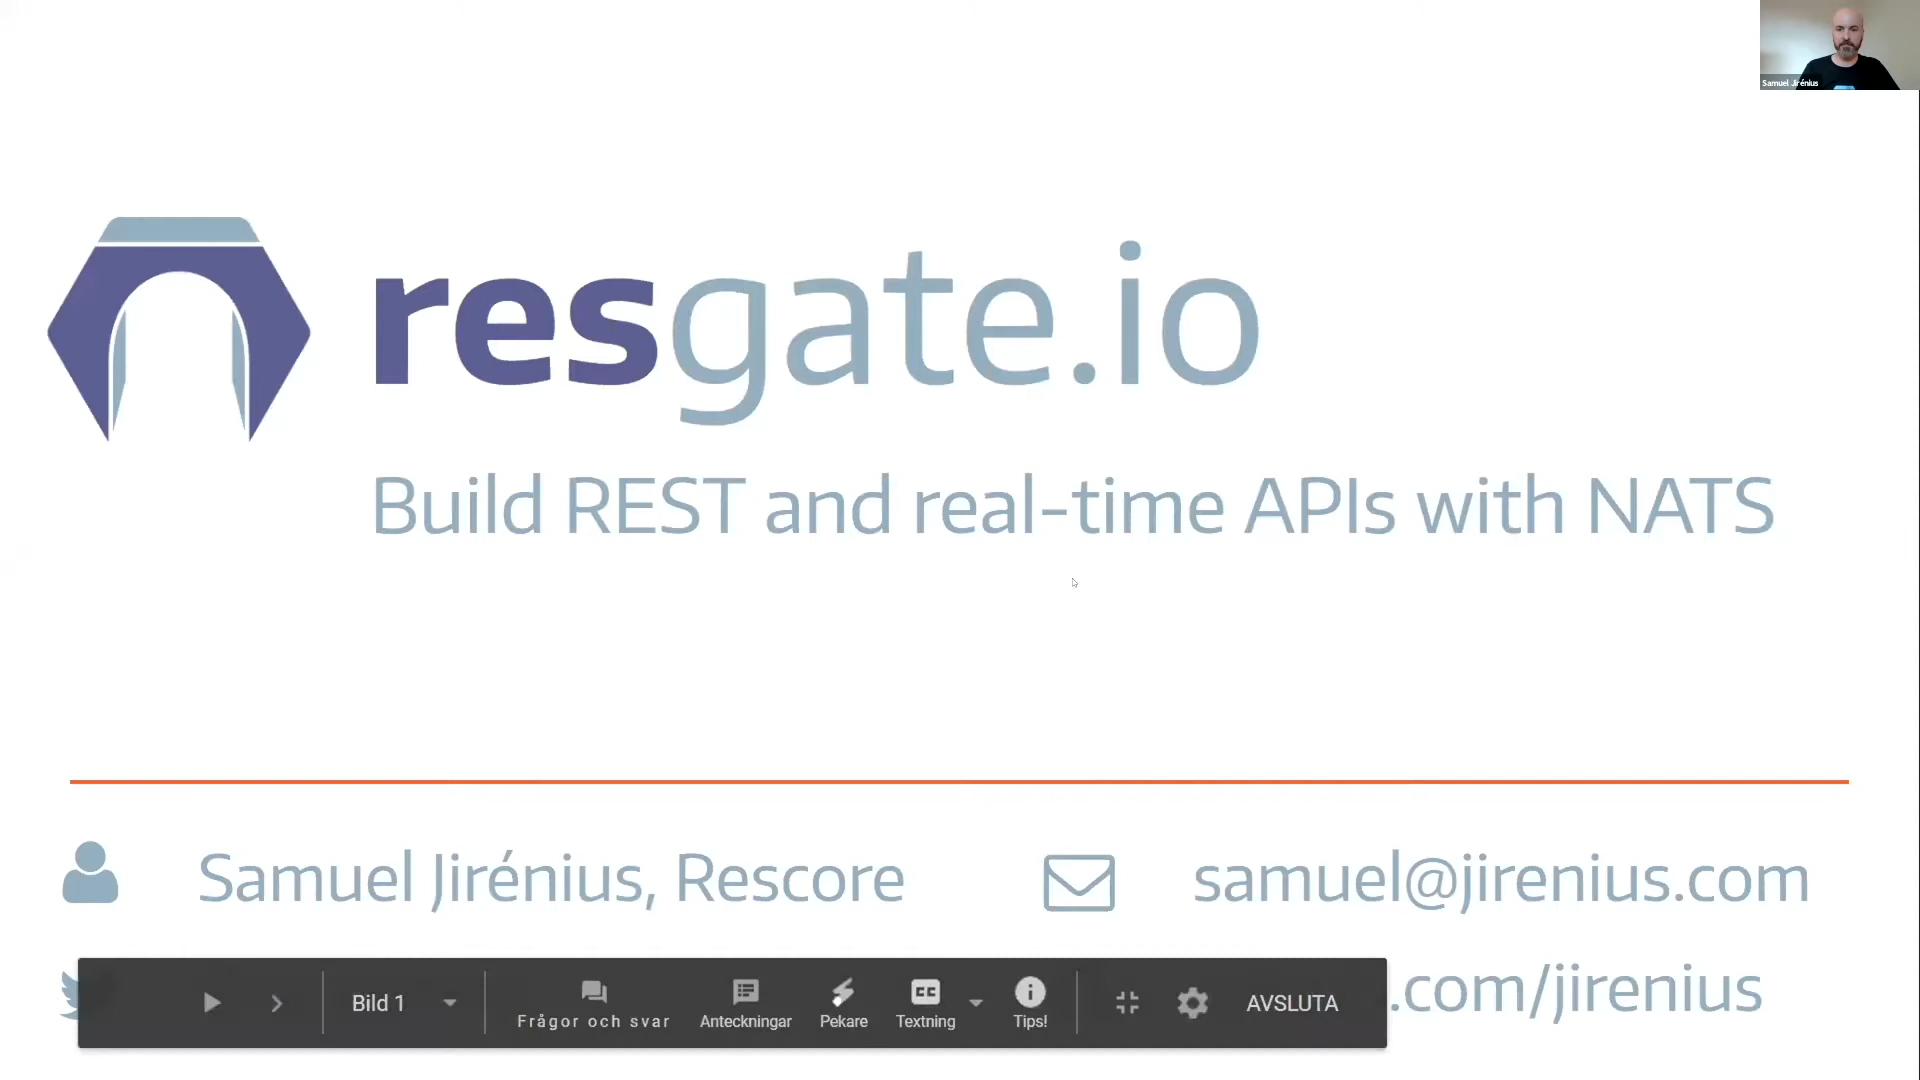 Samuel Jirénius
resgate.io
Build REST and real-time APIs with NATS
Samuel Jirénius, Rescore
samuel@jirenius.com
.com/jirenius
Bild 1
Frågor och svar
Anteckningar
Pekare
CC
Textning
Tips!
AVSLUTA